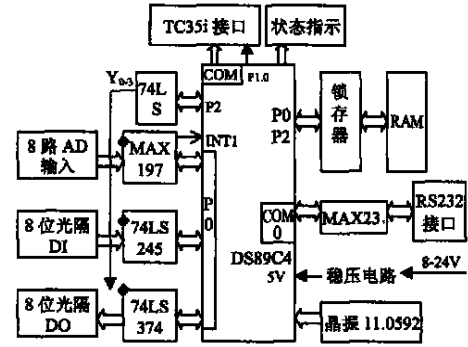 TC35i 接口
状态指示
COM
P1.0
Y0-3
74L
S
P2
P0
P2
锁
存
器
RAM
8 路 AD
输入
MAX
197
INT1
P
0
RS232
接口
COM
0
MAX23
8 位光隔
DI
74LS
245
DS89C4
5V
稳压电路
8-24V
8 位光隔
DO
74LS
374
晶振 11.0592